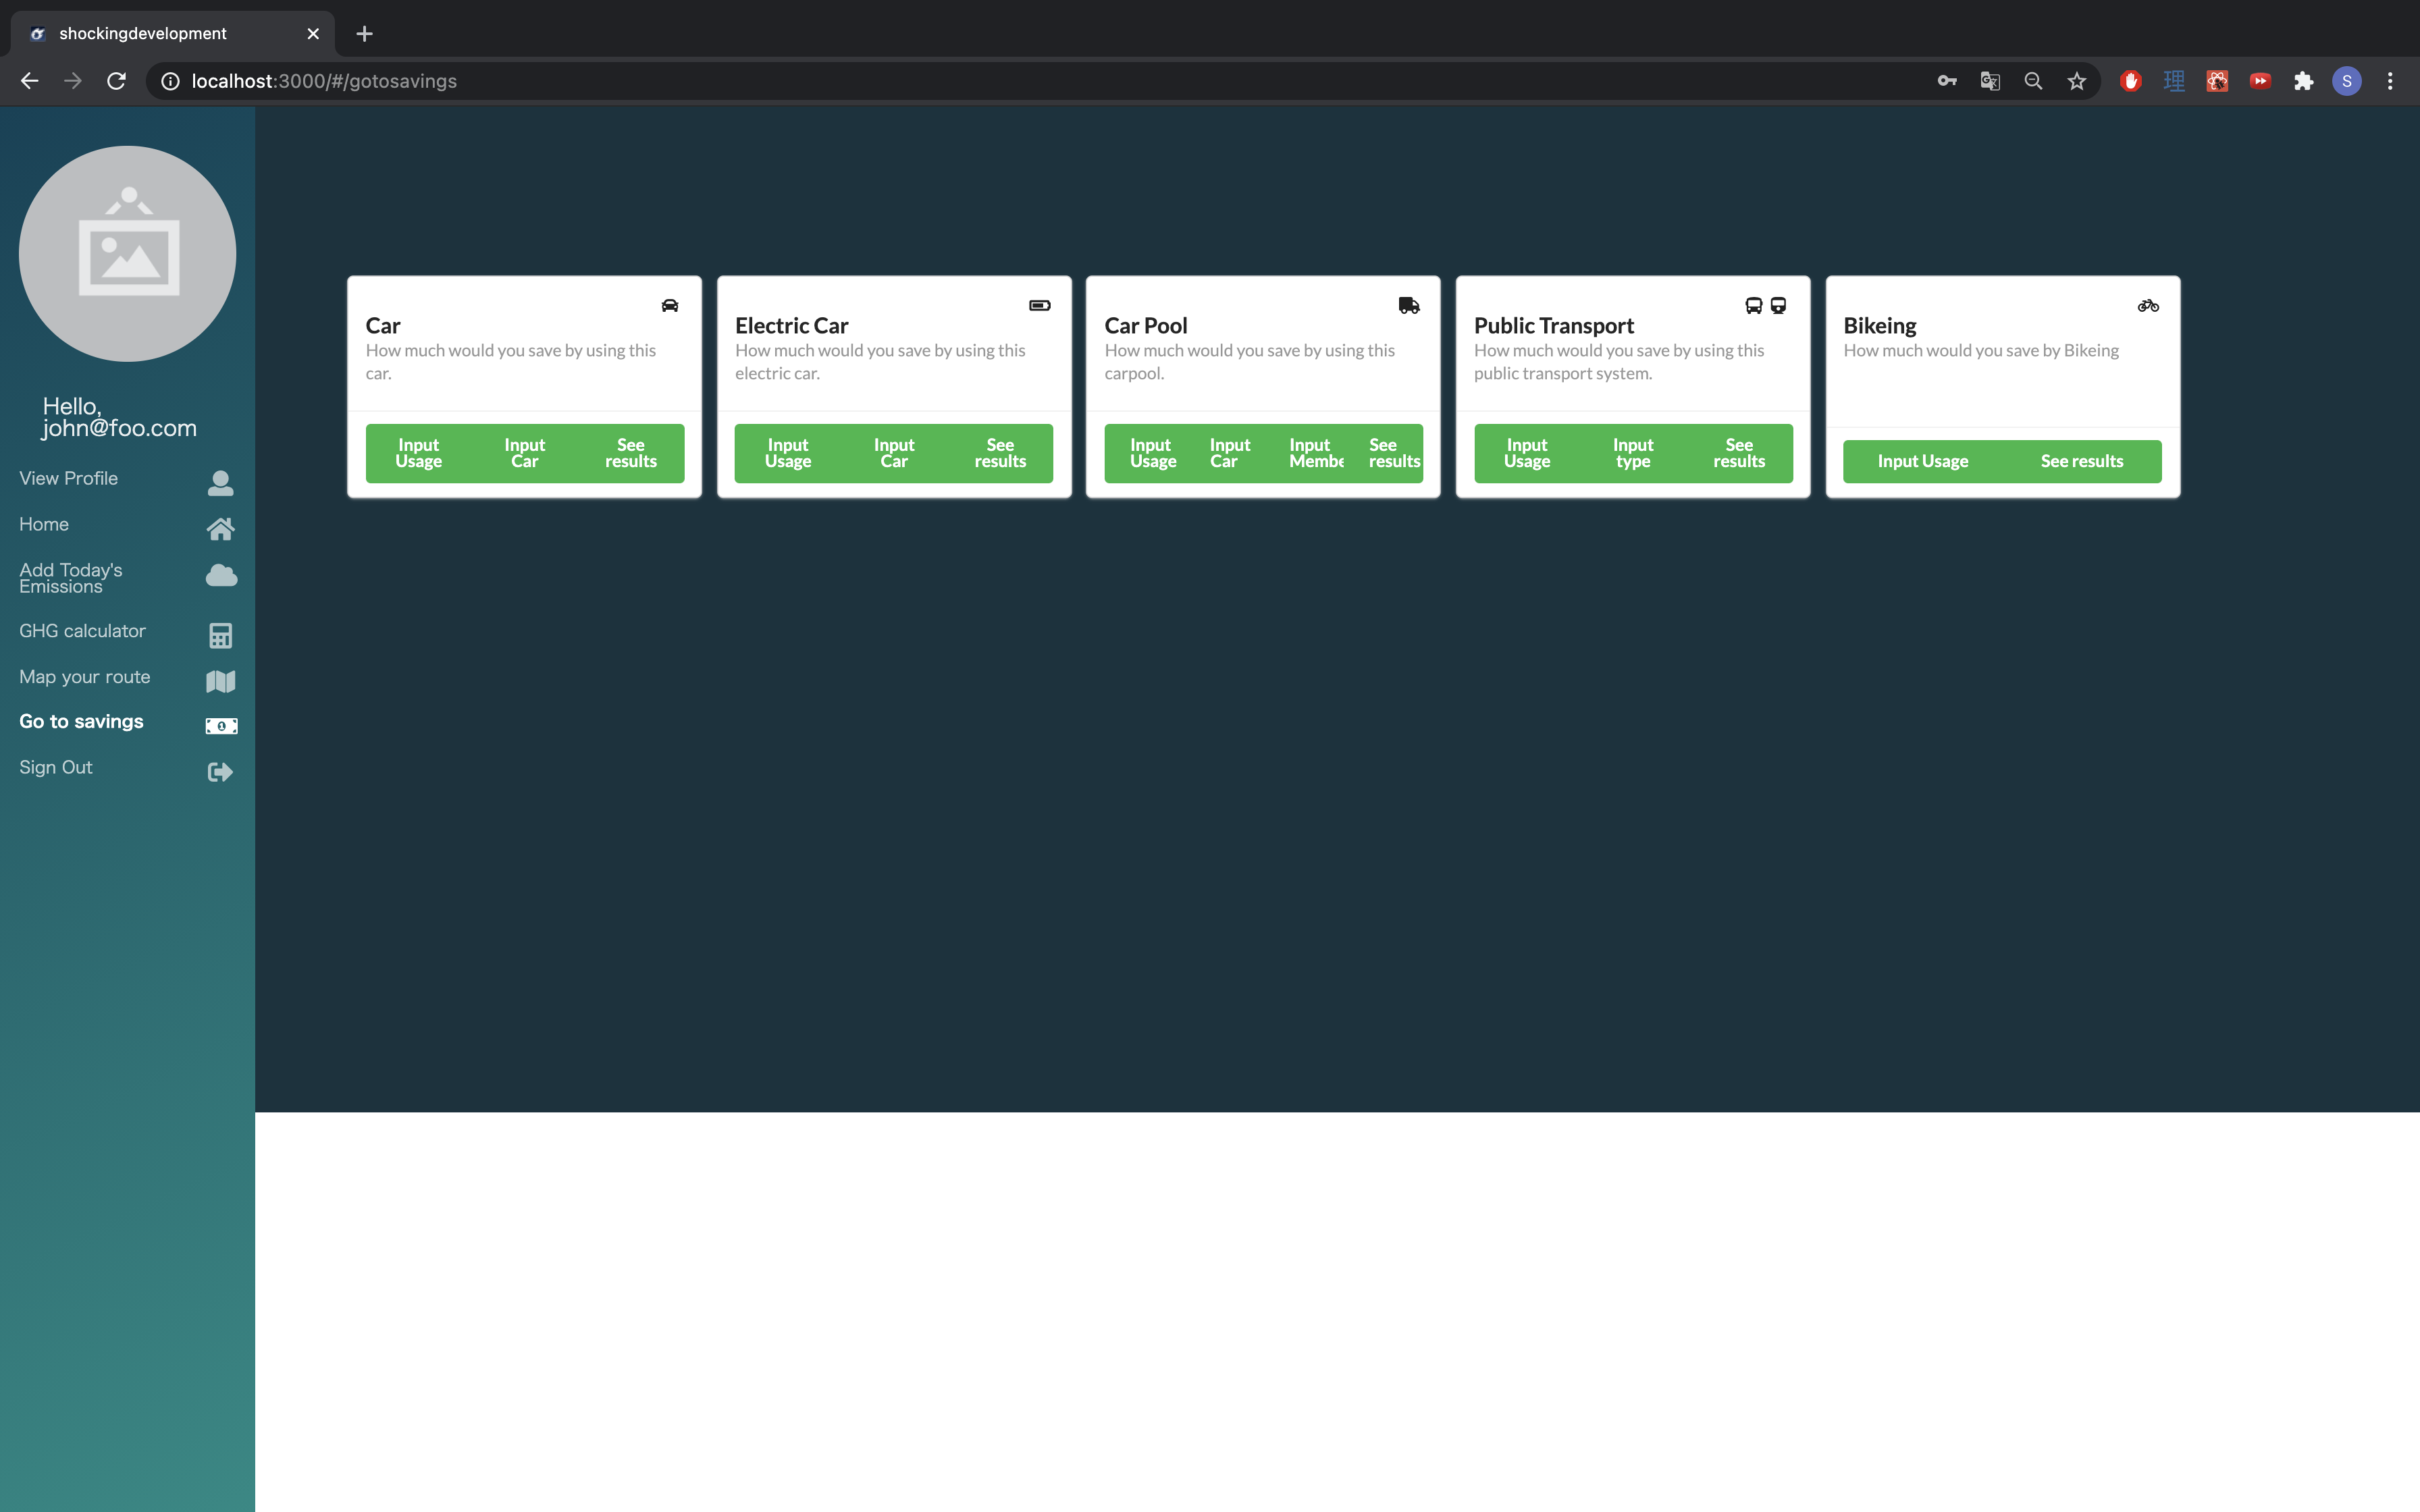 shockingdevelopment
localhost:3000/#/gotosavings
理
S
Hello,
john@foo.com
View Profile
Home
Add Today's
Emissions
GHG calculator
Map your route
Go to savings
Sign Out
Car
How much would you save by using this
car.
Input
Usage
Input
Car
See
results
Electric Car
How much would you save by using this
electric car.
Input
Usage
Input
Car
See
results
Car Pool
How much would you save by using this
carpool.
Input
Usage
Input
Car
Input
Membe
See
results
Public Transport
How much would you save by using this
public transport system.
Input
Usage
Input
type
See
results
Bikeing
How much would you save by Bikeing
Input Usage
See results